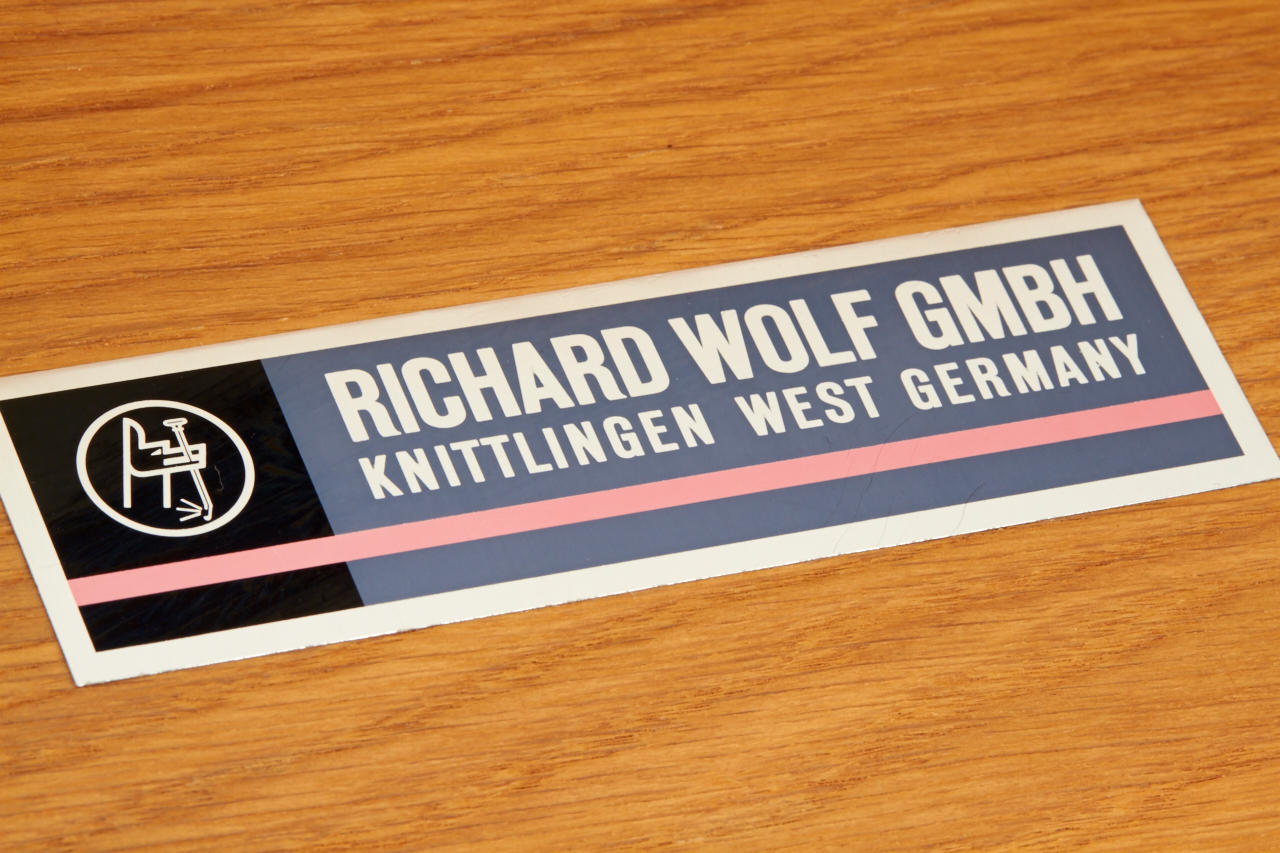 RICHARD WOLF GMBH
KNITTLINGEN WEST GERMANY